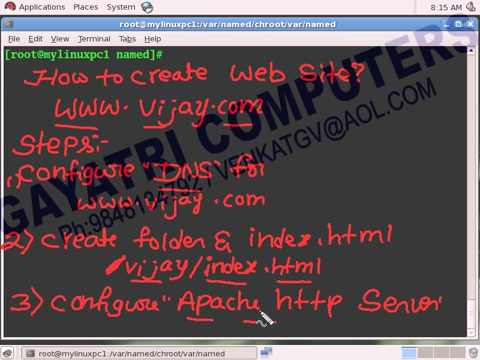 Applications Places System 8:15 AM
root@mylinuxpc1:/var/named/chroot/var/named
File Edit View Terminal Tabs Help
[root@mylinuxpc1 named]#
How to create Web Site?
www.vijay.com
Steps:-
1, configure "DNS" for
www.vijay.com
2) Create folder & index.html
/vijay/index.html
3) configure "Apache http Server
GAYATRI COMPUTERS
VENKATGV@AOL.COM
root@mylinuxpc1:/var/named/chroot/var/named